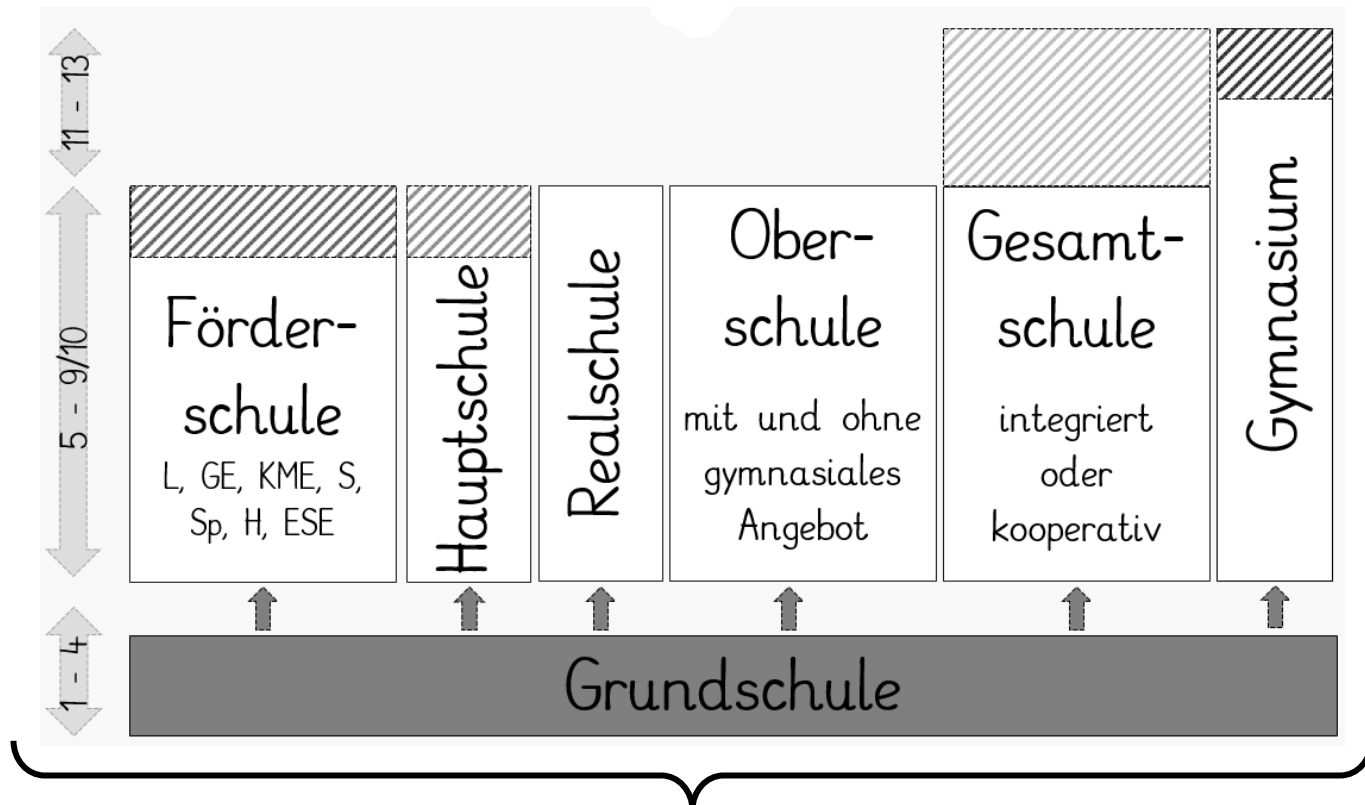 11 - 13
5 - 9/10
1 - 4
Förder-
schule
L, GE, KME, S,
Sp, H, ESE
Hauptschule
Realschule
Ober-
schule
mit und ohne
gymnasiales
Angebot
Gesamt-
schule
integriert
oder
kooperativ
Gymnasium
Grundschule